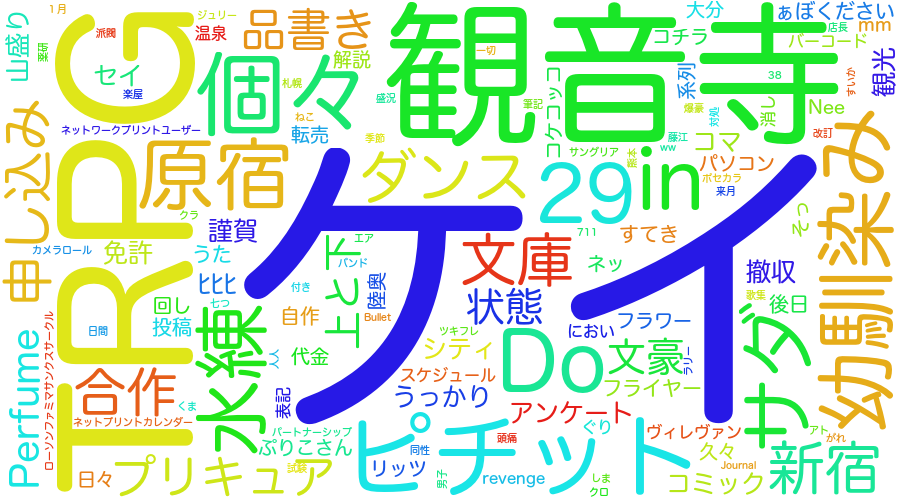 TRPG
ケイ
観音寺
個々
原宿
品書き
解説
温泉
ジュリー
1月
派閥
薬研
山盛り
セイ
楽屋
ネットワークプリントユーザー
札幌
ねこ
転売
季節
盛況
一切
筆記
コケコッコ
コチラ
大分
ぁぼください
店長
mm
バーコード
系列
38
すいか
観光
爆豪
対処
消し
Nee
藤江
ww
コマ
改訂
サングリア
熊本
パソコン
ポセカラ
来月
ダンス
29
in
そっ
幼馴染み
申し込み
謹賀
クラ
うた
カメラロール
免許
ヒヒヒ
エア
バンド
上と下
陸奥
文庫
711
すてき
ネッ
撤収
状態
回し
七つ
付き
Bullet
自作
投稿
日間
水練
人人
代金
ツキフレ
シティ
Do
におい
フラワー
文豪
ラリー
歌集
後日
サダ
Perfume
ローソンファミマサンクスサークル
合作
くま
ネットプリントカレンダー
表記
スケジュール
うっかり
フライヤー
アンケート
パートナーシップ
ぷりこさん
同性
頭痛
ピチット
ぐり
ヴィレヴァン
アト
がれ
久々
Journal
新宿
日々
プリキュア
試験
リッツ
男子
revenge
しま
クロ
コミック